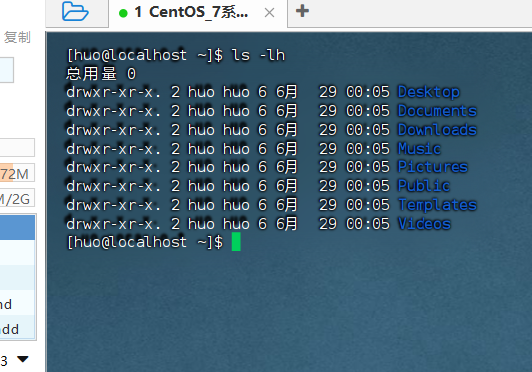 1 CentOS_7系...
复制
[huo@localhost ~]$ ls -lh
总用量 0
drwxr-xr-x. 2 huo huo 6 6月  29 00:05 Desktop
drwxr-xr-x. 2 huo huo 6 6月  29 00:05 Documents
drwxr-xr-x. 2 huo huo 6 6月  29 00:05 Downloads
drwxr-xr-x. 2 huo huo 6 6月  29 00:05 Music
drwxr-xr-x. 2 huo huo 6 6月  29 00:05 Pictures
drwxr-xr-x. 2 huo huo 6 6月  29 00:05 Public
drwxr-xr-x. 2 huo huo 6 6月  29 00:05 Templates
drwxr-xr-x. 2 huo huo 6 6月  29 00:05 Videos
[huo@localhost ~]$
72M
/2G
nd
dd
3